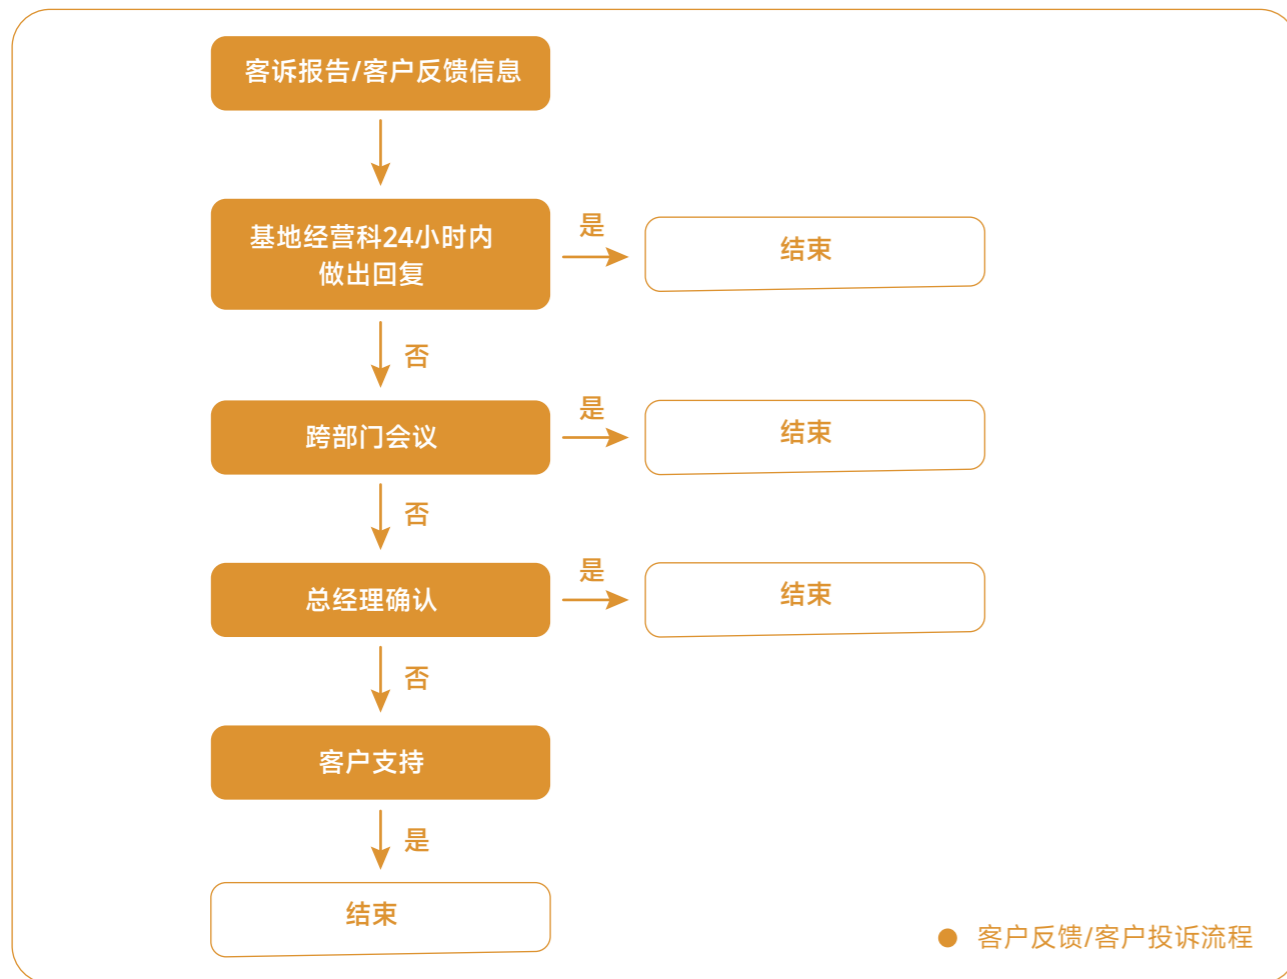 客诉报告/客户反馈信息
基地经营科24小时内
做出回复
是
结束
否
跨部门会议
是
结束
否
总经理确认
是
结束
否
客户支持
是
结束
客户反馈/客户投诉流程